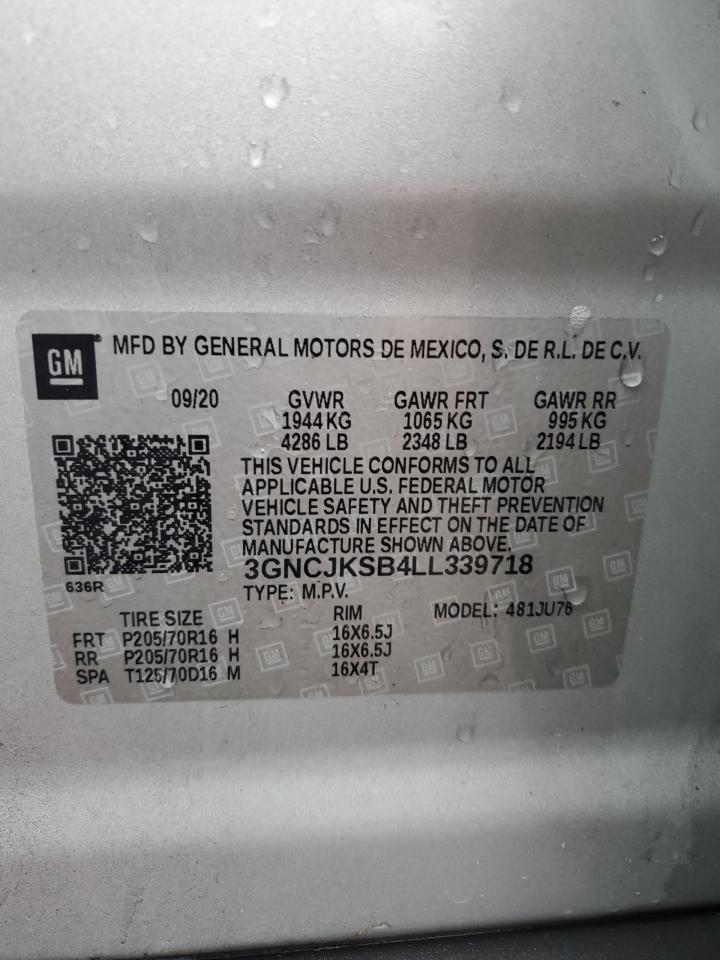 GM
MFD BY GENERAL MOTORS DE MEXICO, S. DE R.L. DE C.V.
09/20 GVWR GAWR FRT GAWR RR
1944 KG 1065 KG 995 KG
4286 LB 2348 LB 2194 LB
THIS VEHICLE CONFORMS TO ALL
APPLICABLE U.S. FEDERAL MOTOR
VEHICLE SAFETY AND THEFT PREVENTION
STANDARDS IN EFFECT ON THE DATE OF
MANUFACTURE SHOWN ABOVE.
3GNCJKSB4LL339718
636R
TYPE: M.P.V.
TIRE SIZE RIM MODEL: 481JU76
FRT P205/70R16 H 16X6.5J
RR P205/70R16 H 16X6.5J
SPA T125/70D16 M 16X4T